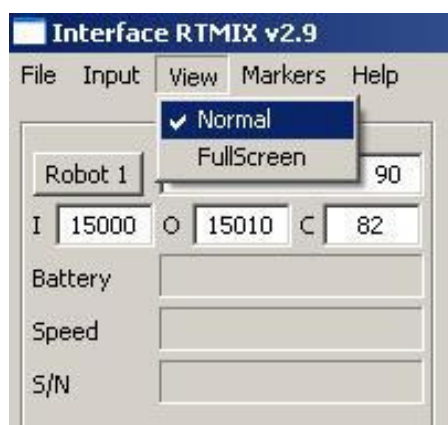 Interface RTMIX v2.9
File Input View Markers Help
Normal
FullScreen
Robot 1 90
I 15000 O 15010 C 82
Battery
Speed
S/N